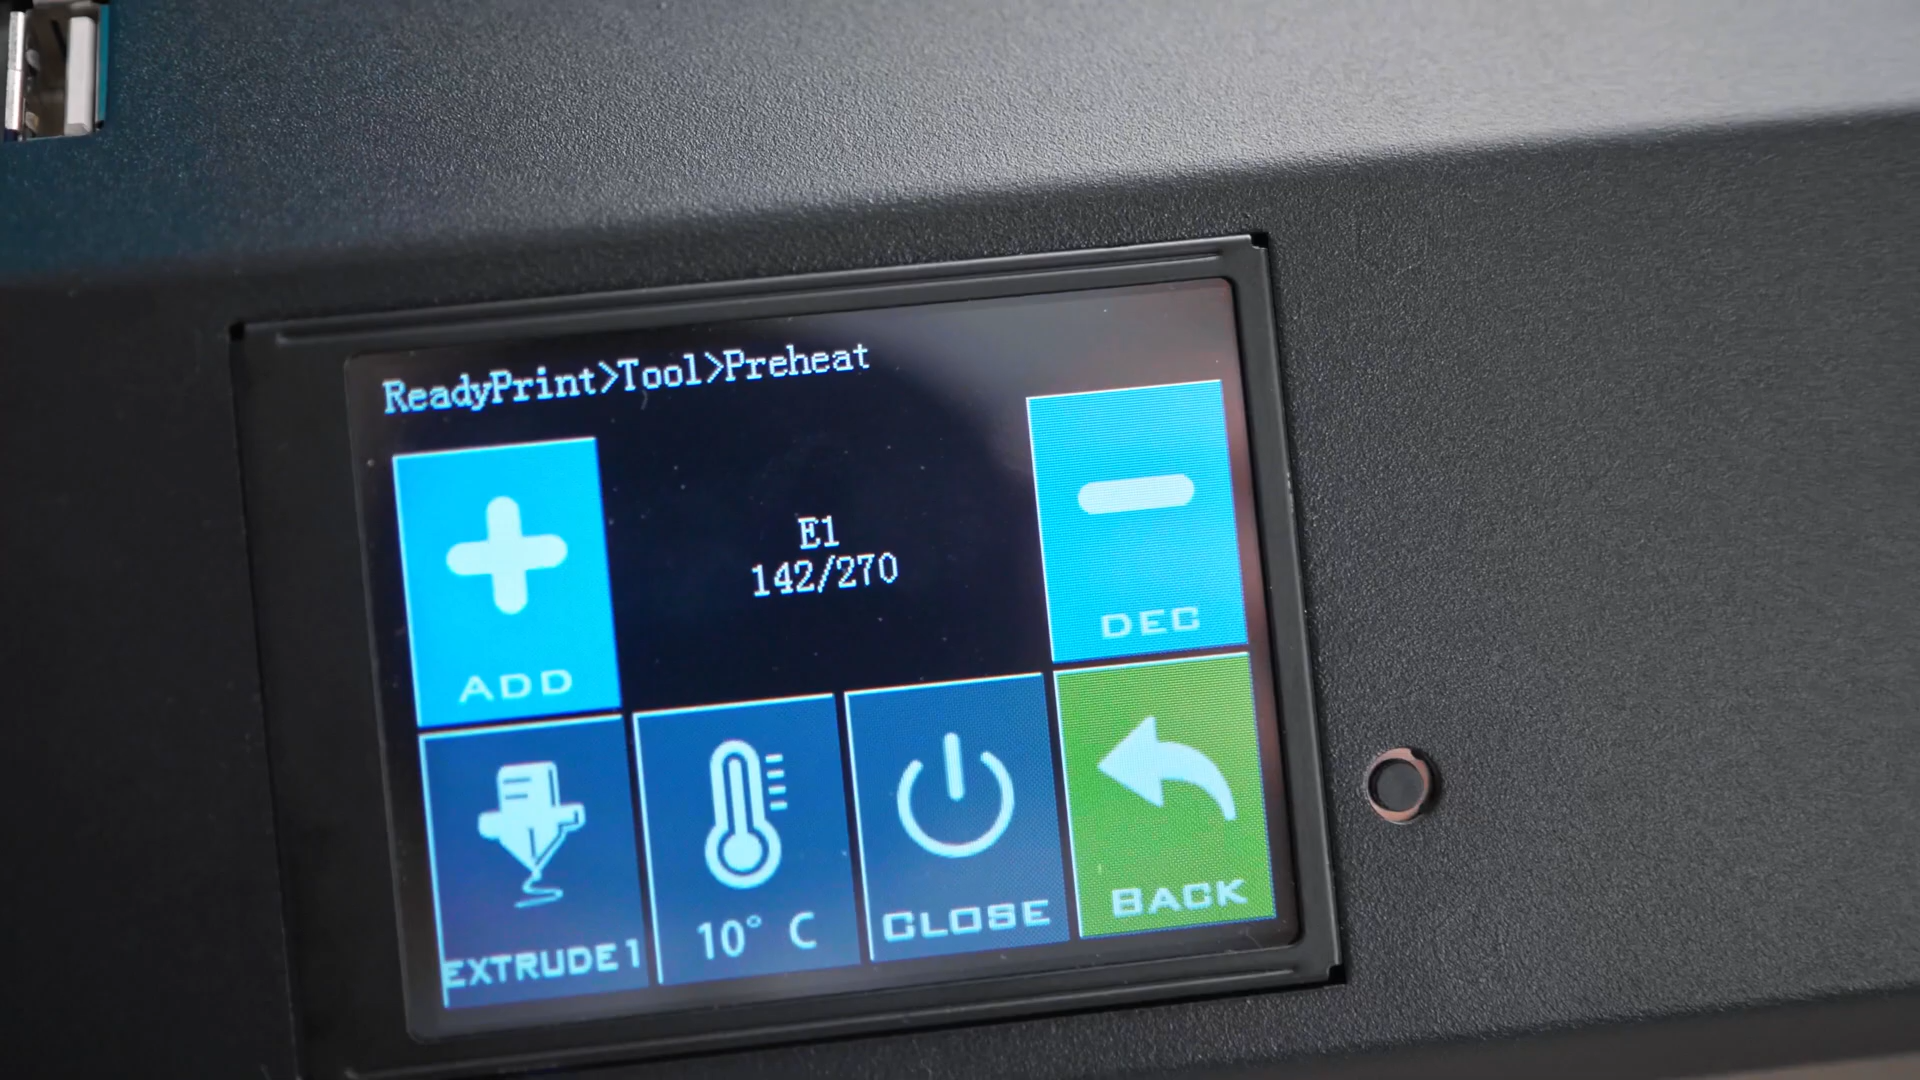 ReadyPrint>Tool>Preheat
ADD
E1
142/270
DEC
EXTRUDE1
10° C
CLOSE
BACK